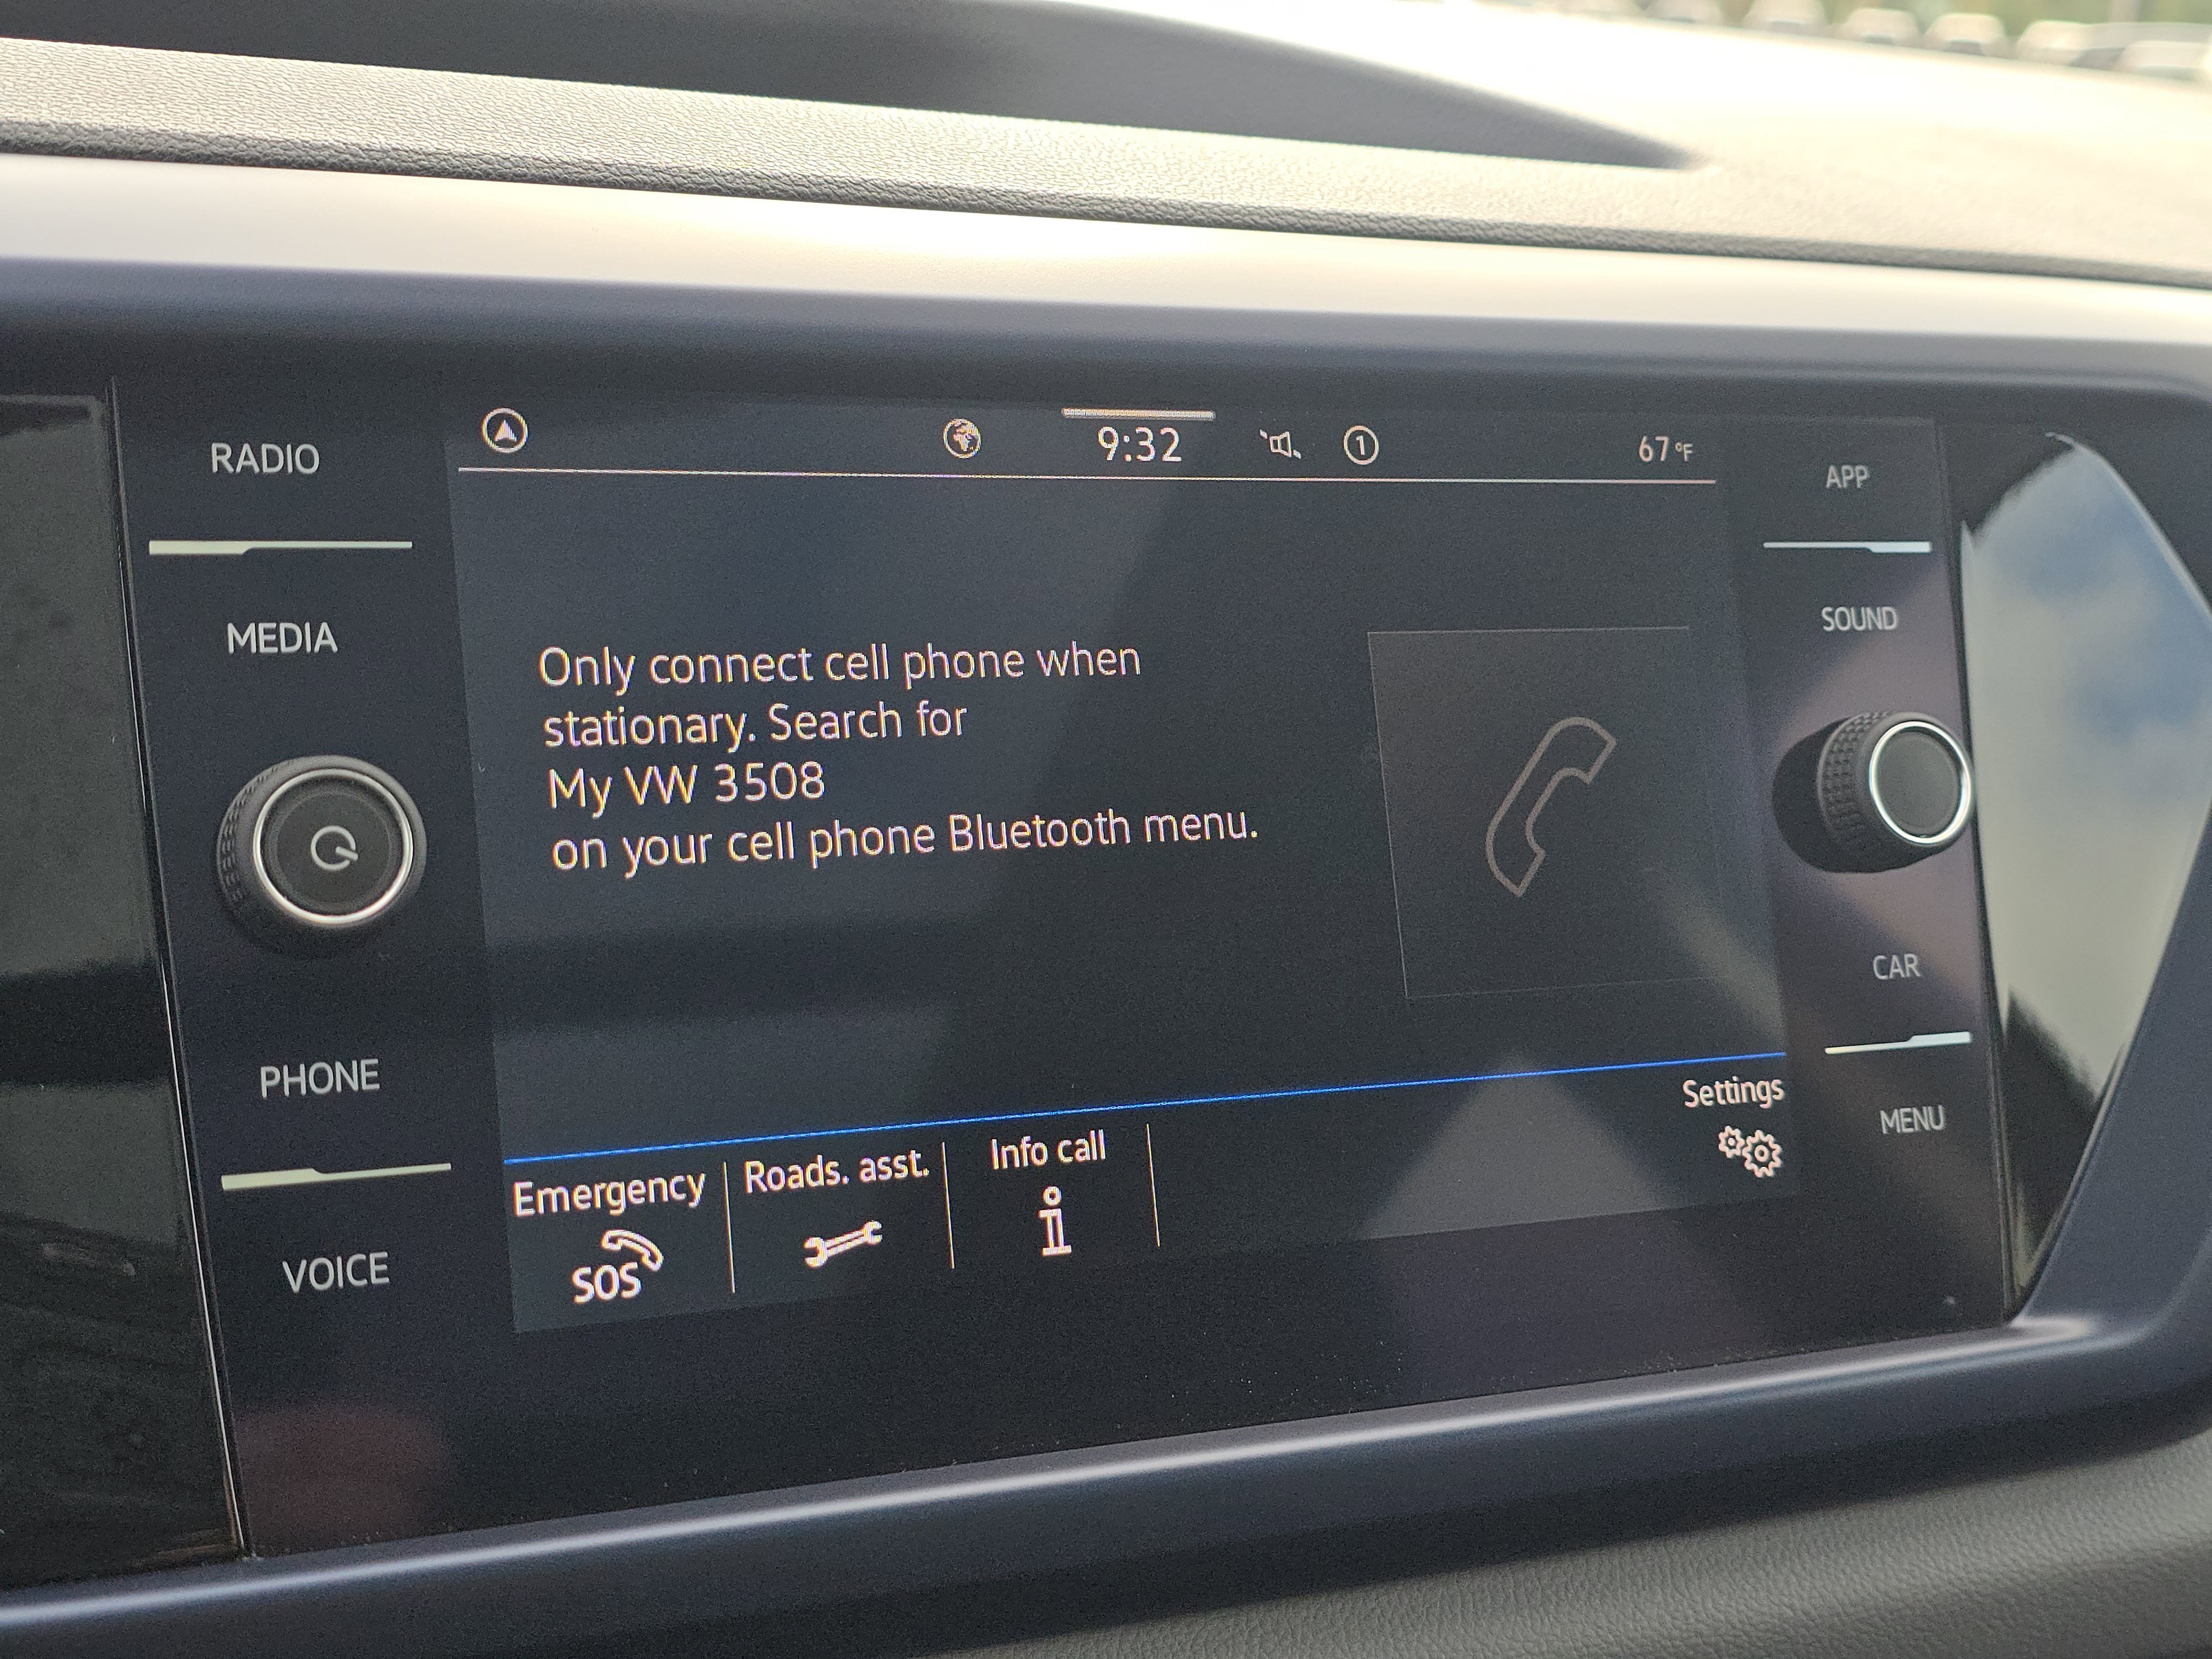 RADIO
MEDIA
PHONE
VOICE
9:32
1
67°F
Only connect cell phone when
stationary. Search for
My VW 3508
on your cell phone Bluetooth menu.
Settings
Emergency
SOS
Roads. asst.
Info call
i
APP
SOUND
CAR
MENU